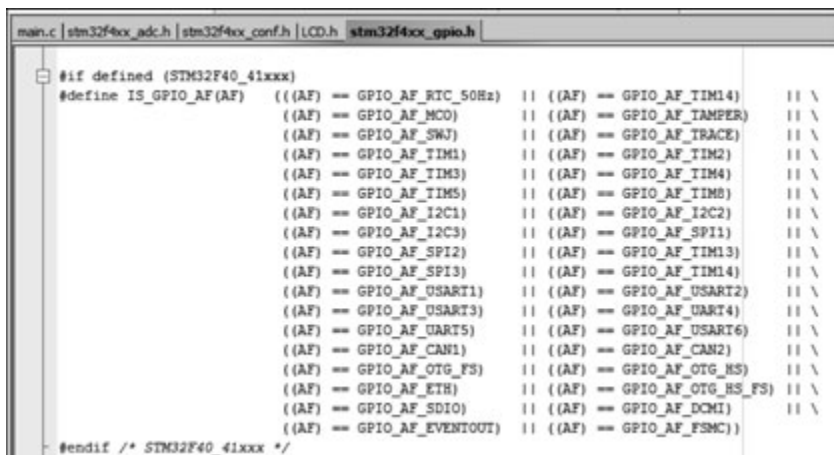 main.c | stm32f4xx_adc.h | stm32f4xx_conf.h | LCD.h stm32f4xx_gpio.h
#if defined (STM32F40_41xxx)
#define IS_GPIO_AF(AF) (((AF) == GPIO_AF_RTC_50Hz) || ((AF) == GPIO_AF_TIM14) || \
((AF) == GPIO_AF_MCO) || ((AF) == GPIO_AF_TAMPER) || \
((AF) == GPIO_AF_SWJ) || ((AF) == GPIO_AF_TRACE) || \
((AF) == GPIO_AF_TIM1) || ((AF) == GPIO_AF_TIM2) || \
((AF) == GPIO_AF_TIM3) || ((AF) == GPIO_AF_TIM4) || \
((AF) == GPIO_AF_TIM5) || ((AF) == GPIO_AF_TIM8) || \
((AF) == GPIO_AF_I2C1) || ((AF) == GPIO_AF_I2C2) || \
((AF) == GPIO_AF_I2C3) || ((AF) == GPIO_AF_SPI1) || \
((AF) == GPIO_AF_SPI2) || ((AF) == GPIO_AF_TIM13) || \
((AF) == GPIO_AF_SPI3) || ((AF) == GPIO_AF_TIM14) || \
((AF) == GPIO_AF_USART1) || ((AF) == GPIO_AF_USART2) || \
((AF) == GPIO_AF_USART3) || ((AF) == GPIO_AF_UART4) || \
((AF) == GPIO_AF_UART5) || ((AF) == GPIO_AF_USART6) || \
((AF) == GPIO_AF_CAN1) || ((AF) == GPIO_AF_CAN2) || \
((AF) == GPIO_AF_OTG_FS) || ((AF) == GPIO_AF_OTG_HS) || \
((AF) == GPIO_AF_ETH) || ((AF) == GPIO_AF_OTG_HS_FS) || \
((AF) == GPIO_AF_SDIO) || ((AF) == GPIO_AF_DCMI) || \
((AF) == GPIO_AF_EVENTOUT) || ((AF) == GPIO_AF_FSMC))
#endif /* STM32F40_41xxx */